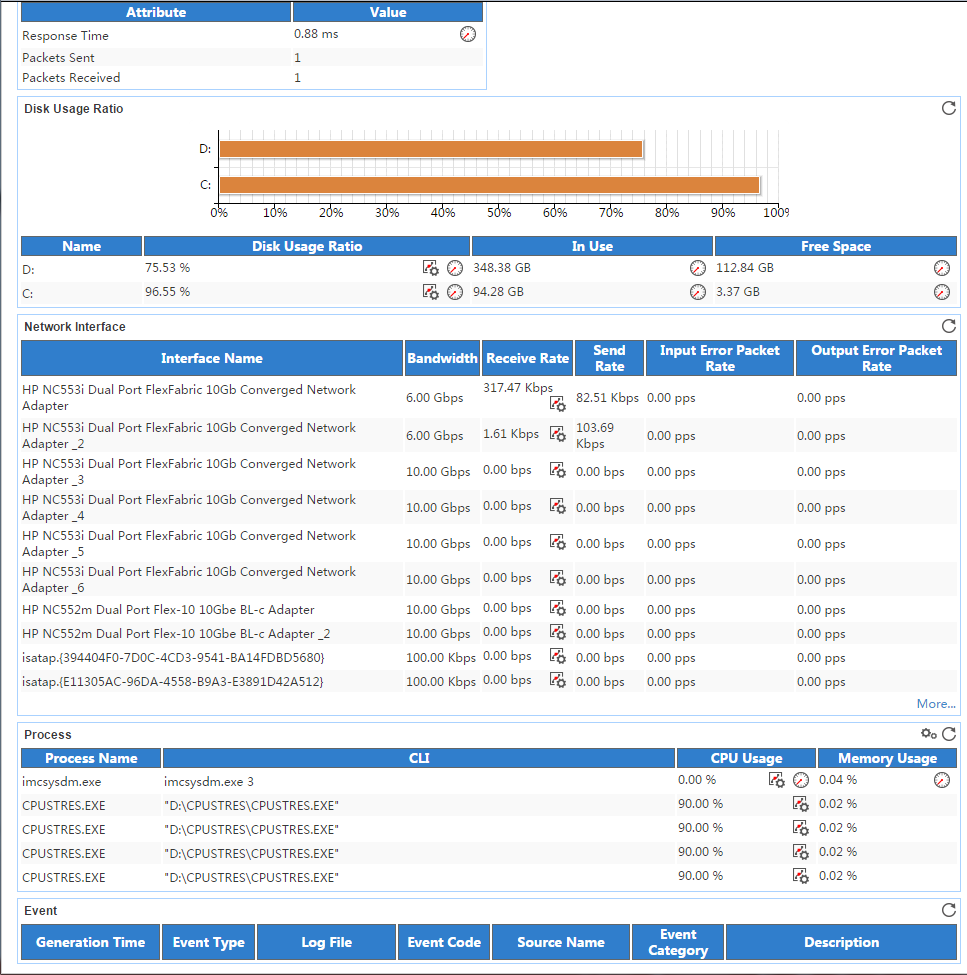 Attribute Value
Response Time 0.88 ms
Packets Sent 1
Packets Received 1
Disk Usage Ratio
D:
C:
0% 10% 20% 30% 40% 50% 60% 70% 80% 90% 100%
Name Disk Usage Ratio In Use Free Space
D: 75.53 % 348.38 GB 112.84 GB
C: 96.55 % 94.28 GB 3.37 GB
Network Interface
Interface Name Bandwidth Receive Rate Send Rate Input Error Packet Rate Output Error Packet Rate
HP NC553i Dual Port FlexFabric 10Gb Converged Network Adapter 6.00 Gbps 317.47 Kbps 82.51 Kbps 0.00 pps 0.00 pps
HP NC553i Dual Port FlexFabric 10Gb Converged Network Adapter _2 6.00 Gbps 1.61 Kbps 103.69 Kbps 0.00 pps 0.00 pps
HP NC553i Dual Port FlexFabric 10Gb Converged Network Adapter _3 10.00 Gbps 0.00 bps 0.00 bps 0.00 pps 0.00 pps
HP NC553i Dual Port FlexFabric 10Gb Converged Network Adapter _4 10.00 Gbps 0.00 bps 0.00 bps 0.00 pps 0.00 pps
HP NC553i Dual Port FlexFabric 10Gb Converged Network Adapter _5 10.00 Gbps 0.00 bps 0.00 bps 0.00 pps 0.00 pps
HP NC553i Dual Port FlexFabric 10Gb Converged Network Adapter _6 10.00 Gbps 0.00 bps 0.00 bps 0.00 pps 0.00 pps
HP NC552m Dual Port Flex-10 10Gbe BL-c Adapter 10.00 Gbps 0.00 bps 0.00 bps 0.00 pps 0.00 pps
HP NC552m Dual Port Flex-10 10Gbe BL-c Adapter _2 10.00 Gbps 0.00 bps 0.00 bps 0.00 pps 0.00 pps
isatap.{394404F0-7D0C-4CD3-9541-BA14FDBD5680} 100.00 Kbps 0.00 bps 0.00 bps 0.00 pps 0.00 pps
isatap.{E11305AC-96DA-4558-B9A3-E3891D42A512} 100.00 Kbps 0.00 bps 0.00 bps 0.00 pps 0.00 pps
More...
Process
Process Name CLI CPU Usage Memory Usage
imcsysdm.exe imcsysdm.exe 3 0.00 % 0.04 %
CPUSTRES.EXE "D:\CPUSTRES\CPUSTRES.EXE" 90.00 % 0.02 %
CPUSTRES.EXE "D:\CPUSTRES\CPUSTRES.EXE" 90.00 % 0.02 %
CPUSTRES.EXE "D:\CPUSTRES\CPUSTRES.EXE" 90.00 % 0.02 %
CPUSTRES.EXE "D:\CPUSTRES\CPUSTRES.EXE" 90.00 % 0.02 %
Event
Generation Time Event Type Log File Event Code Source Name Event Category Description